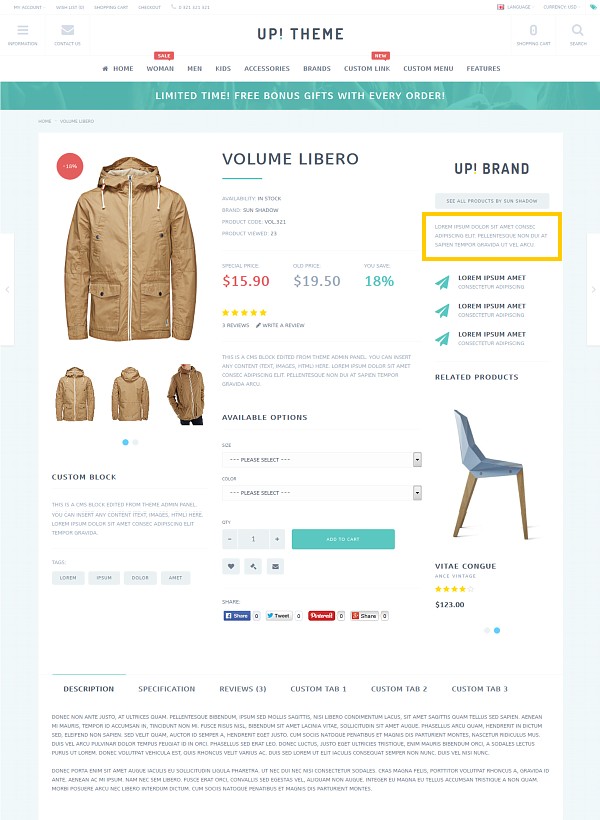 MY ACCOUNT
WISH LIST 55
SHOPPING CART
CHECKOUT
0 321 321 321
LANGUAGE
CURRENCY: USD
INFORMATION
CONTACT US
UP! THEME
0
SHOPPING CART
SEARCH
SALE
NEW
HOME
WOMAN
MEN
KIDS
ACCESSORIES
BRANDS
CUSTOM LINK
CUSTOM MENU
FEATURES
LIMITED TIME! FREE BONUS GIFTS WITH EVERY ORDER!
HOME
VOLUME LIBERO
-18%
CUSTOM BLOCK
THIS IS A CMS BLOCK EDITED FROM THEME ADMIN PANEL.
YOU CAN INSERT ANY CONTENT (TEXT, IMAGES, HTML) HERE.
LOREM IPSUM DOLOR SIT AMET CONSEC ADIPISCING ELIT.
PELLENTESQUE NON DUI AT SAPIEN TEMPOR
GRAVIDA.
TAGS:
LOREM
IPSUM
DOLOR
AMET
VOLUME LIBERO
AVAILABILITY: IN STOCK
BRAND: SUN SHADOW
PRODUCT CODE: VOL.321
PRODUCT VIEWED: 23
SPECIAL PRICE:
OLD PRICE:
YOU SAVE:
$15.90
$19.50
18%
3 REVIEWS
WRITE A REVIEW
THIS IS A CMS BLOCK EDITED FROM THEME ADMIN PANEL. YOU CAN INSERT
ANY CONTENT (TEXT, IMAGES, HTML) HERE. LOREM IPSUM DOLOR SIT AMET
CONSEC ADIPISCING ELIT. PELLENTESQUE NON DUI AT SAPIEN TEMPOR
GRAVIDA ARCU.
AVAILABLE OPTIONS
SIZE
--- PLEASE SELECT ---
COLOR
--- PLEASE SELECT ---
QTY
−
1
+
ADD TO CART
SHARE:
Share 0
Tweet 0
Pinterest 0
Share 0
UP! BRAND
SEE ALL PRODUCTS BY SUN SHADOW
LOREM IPSUM DOLOR SIT AMET CONSEC
ADIPISCING ELIT. PELLENTESQUE NON DUI AT
SAPIEN TEMPOR GRAVIDA UT VEL ARCU.
LOREM IPSUM AMET
CONSECTETUR ADIPISCING
LOREM IPSUM AMET
CONSECTETUR ADIPISCING
LOREM IPSUM AMET
CONSECTETUR ADIPISCING
RELATED PRODUCTS
VITAE CONGUE
ANCE VINTAGE
$123.00
DESCRIPTION
SPECIFICATION
REVIEWS (3)
CUSTOM TAB 1
CUSTOM TAB 2
CUSTOM TAB 3
DONEC NON ANTE JUSTO, AT ULTRICES QUAM. PELLENTESQUE BIBENDUM, IPSUM SED MOLLIS SAGITTIS, NISI LIBERO CONDIMENTUM LACUS, SIT AMET SAGITTIS QUAM TELLUS SED SAPIEN. AENEAN
MI MAURIS, TEMPOR ID ACCUMSAN IN, TINCIDUNT NON MI. FUSCE RISUS NISL, BIBENDUM SIT AMET LACINIA VITAE, SOLLICITUDIN SIT AMET AUGUE. PHASELLUS ARCU QUAM, HENDRERIT IN DICTUM
SED, ELEIFEND NON SAPIEN. SED VELIT QUAM, AUCTOR ID SEMPER A, HENDRERIT EGET JUSTO. CUM SOCIIS NATOQUE PENATIBUS ET MAGNIS DIS PARTURIENT MONTES, NASCETUR RIDICULUS MUS.
DUIS VEL ARCU PULVINAR DOLOR TEMPUS FEUGIAT ID IN ORCI. PHASELLUS SED ERAT LEO. DONEC LUCTUS, JUSTO EGET ULTRICIES TRISTIQUE, ENIM MAURIS BIBENDUM ORCI, A SODALES LECTUS
PURUS UT LOREM. DONEC VOLUTPAT VEHICULA EST, QUIS RHONCUS VELIT VARIUS AC. DUIS SED LOREM UT ELIT IACULIS CONSEQUAT SEMPER NON NUNC. DUIS VEL NISI NUNC.
DONEC PORTA ENIM SIT AMET AUGUE IACULIS EU SOLLICITUDIN LIGULA PHARETRA. UT NEC DUI NEC NISI CONSECTETUR SODALES. CRAS MAGNA FELIS, PORTTITOR VOLUTPAT RHONCUS A, GRAVIDA ID
ANTE. AENEAN AC MI IPSUM. NAM NEC SEM LIBERO. FUSCE ERAT ORCI, CONVALLIS SED EGESTAS VEL, ALIQUAM NON AUGUE. INTEGER EU MAGNA EU TELLUS ACCUMSAN TINCIDUNT A NON QUAM.
MORBI POSUERE ARCU NEC LIBERO INTERDUM DICTUM. CUM SOCIIS NATOQUE PENATIBUS ET MAGNIS DIS PARTURIENT MONTES.